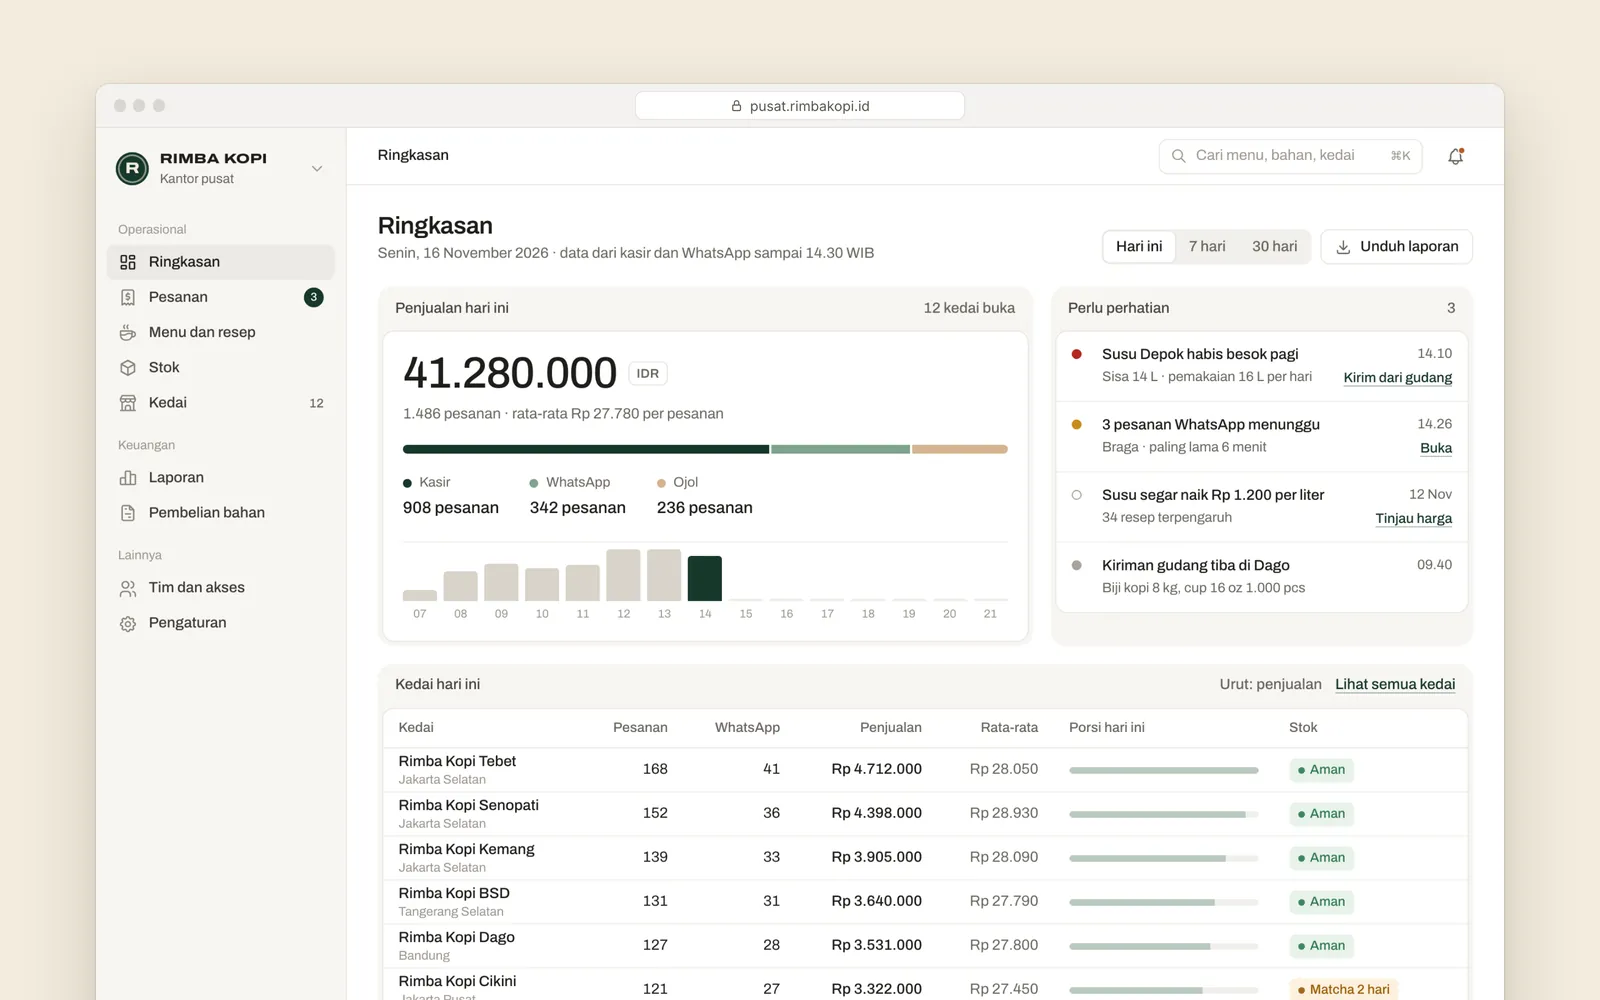 pusat.rimbakopi.id
R
RIMBA KOPI
Kantor pusat
Operasional
Ringkasan
Pesanan 3
Menu dan resep
Stok
Kedai 12
Keuangan
Laporan
Pembelian bahan
Lainnya
Tim dan akses
Pengaturan
Ringkasan
Cari menu, bahan, kedai ⌘K
Ringkasan
Senin, 16 November 2026 · data dari kasir dan WhatsApp sampai 14.30 WIB
Hari ini 7 hari 30 hari
Unduh laporan
Penjualan hari ini 12 kedai buka
41.280.000 IDR
1.486 pesanan · rata-rata Rp 27.780 per pesanan
Kasir WhatsApp Ojol
908 pesanan 342 pesanan 236 pesanan
07 08 09 10 11 12 13 14 15 16 17 18 19 20 21
Perlu perhatian 3
Susu Depok habis besok pagi 14.10
Sisa 14 L · pemakaian 16 L per hari Kirim dari gudang
3 pesanan WhatsApp menunggu 14.26
Braga · paling lama 6 menit Buka
Susu segar naik Rp 1.200 per liter 12 Nov
34 resep terpengaruh Tinjau harga
Kiriman gudang tiba di Dago 09.40
Biji kopi 8 kg, cup 16 oz 1.000 pcs
Kedai hari ini Urut: penjualan Lihat semua kedai
Kedai Pesanan WhatsApp Penjualan Rata-rata Porsi hari ini Stok
Rimba Kopi Tebet 168 41 Rp 4.712.000 Rp 28.050 Aman
Jakarta Selatan
Rimba Kopi Senopati 152 36 Rp 4.398.000 Rp 28.930 Aman
Jakarta Selatan
Rimba Kopi Kemang 139 33 Rp 3.905.000 Rp 28.090 Aman
Jakarta Selatan
Rimba Kopi BSD 131 31 Rp 3.640.000 Rp 27.790 Aman
Tangerang Selatan
Rimba Kopi Dago 127 28 Rp 3.531.000 Rp 27.800 Aman
Bandung
Rimba Kopi Cikini 121 27 Rp 3.322.000 Rp 27.450 Matcha 2 hari
Jakarta Pusat